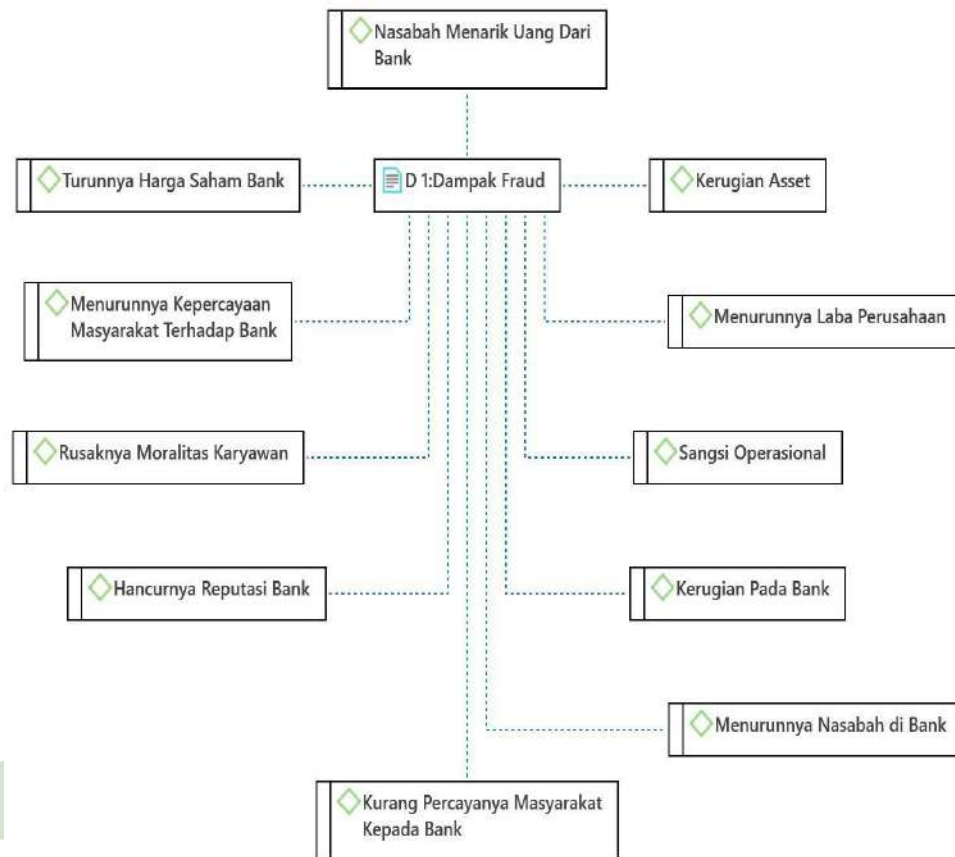 Nasabah Menarik Uang Dari
Bank
Turunnya Harga Saham Bank
D 1:Dampak Fraud
Kerugian Asset
Menurunnya Kepercayaan
Masyarakat Terhadap Bank
Menurunnya Laba Perusahaan
Rusaknya Moralitas Karyawan
Sangsi Operasional
Hancurnya Reputasi Bank
Kerugian Pada Bank
Menurunnya Nasabah di Bank
Kurang Percayanya Masyarakat
Kepada Bank